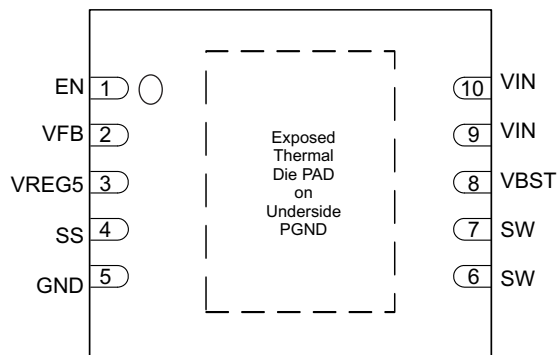 EN 1
VFB 2
VREG5 3
SS 4
GND 5
Exposed
Thermal
Die PAD
on
Underside
PGND
10 VIN
9 VIN
8 VBST
7 SW
6 SW